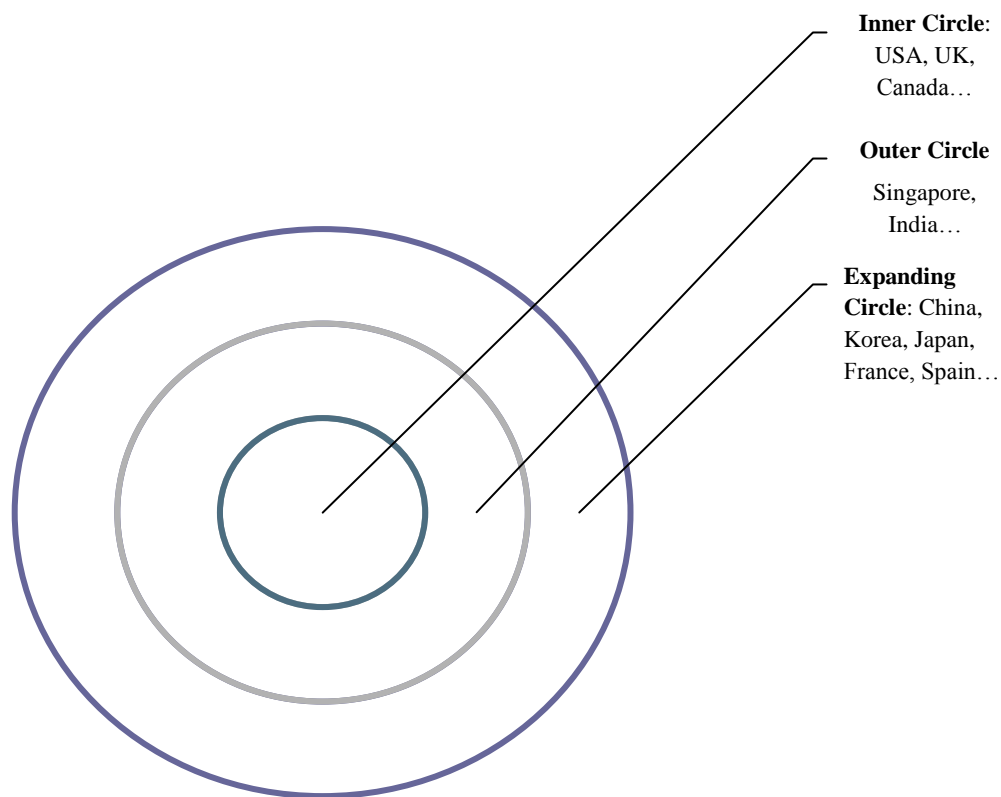 Inner Circle:
USA, UK,
Canada…
Outer Circle
Singapore,
India…
Expanding
Circle: China,
Korea, Japan,
France, Spain…